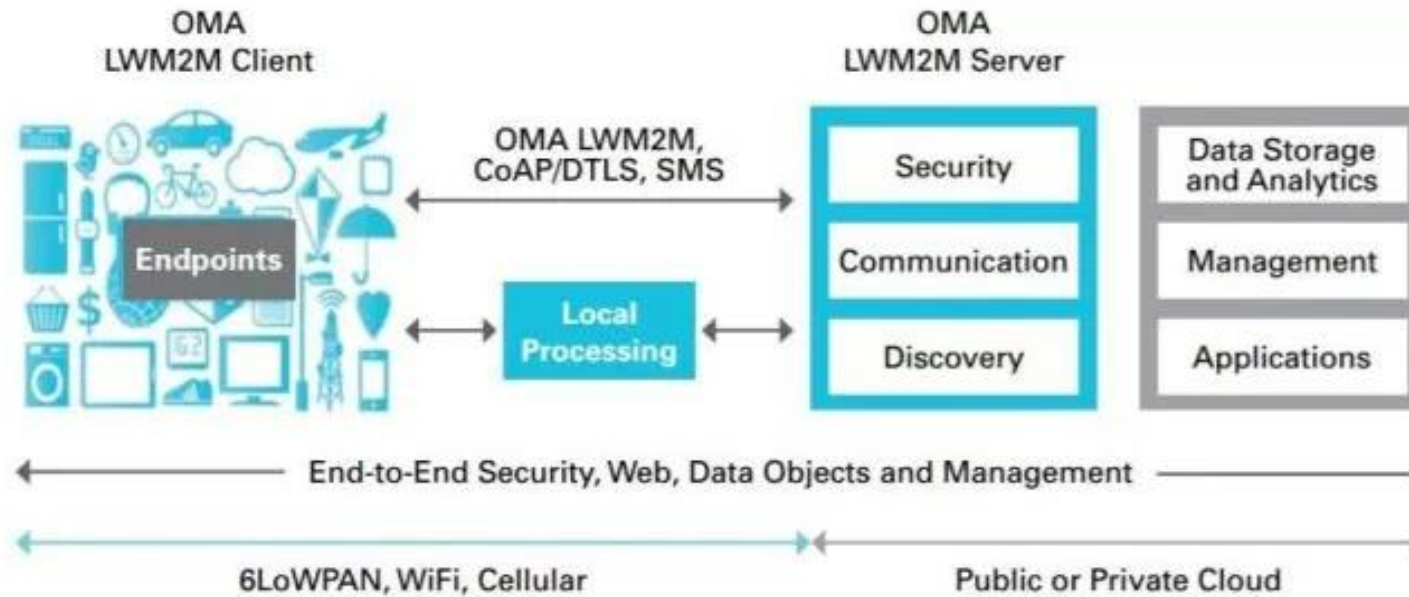 OMA
LWM2M Client
OMA
LWM2M Server
OMA LWM2M,
CoAP/DTLS, SMS
Endpoints
$
62
Local
Processing
Security
Communication
Discovery
Data Storage
and Analytics
Management
Applications
End-to-End Security, Web, Data Objects and Management
6LoWPAN, WiFi, Cellular
Public or Private Cloud